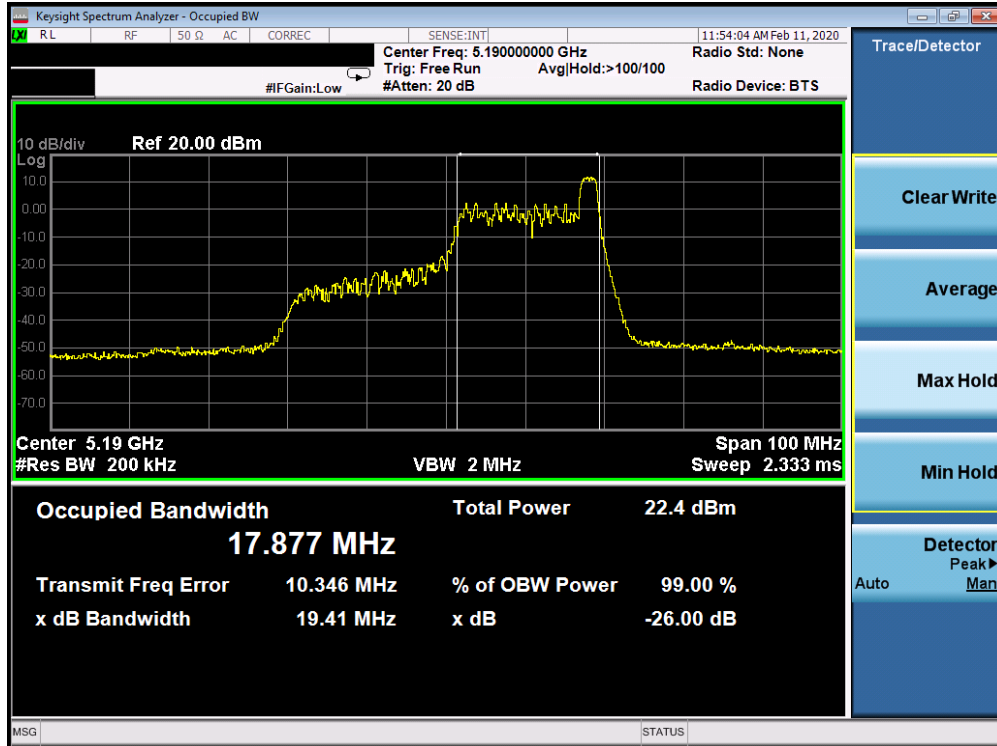 Keysight Spectrum Analyzer - Occupied BW
LXI RL RF 50 Ω AC CORREC SENSE:INT 11:54:04 AM Feb 11, 2020
Center Freq: 5.190000000 GHz Radio Std: None
Trig: Free Run Avg|Hold:>100/100
#IFGain:Low #Atten: 20 dB Radio Device: BTS
10 dB/div Ref 20.00 dBm
Log
10.0
0.00
-10.0
-20.0
-30.0
-40.0
-50.0
-60.0
-70.0
Center 5.19 GHz Span 100 MHz
#Res BW 200 kHz VBW 2 MHz Sweep 2.333 ms
Occupied Bandwidth Total Power 22.4 dBm
17.877 MHz
Transmit Freq Error 10.346 MHz % of OBW Power 99.00 %
x dB Bandwidth 19.41 MHz x dB -26.00 dB
MSG STATUS
Trace/Detector
Clear Write
Average
Max Hold
Min Hold
Detector
Peak▶
Auto Man